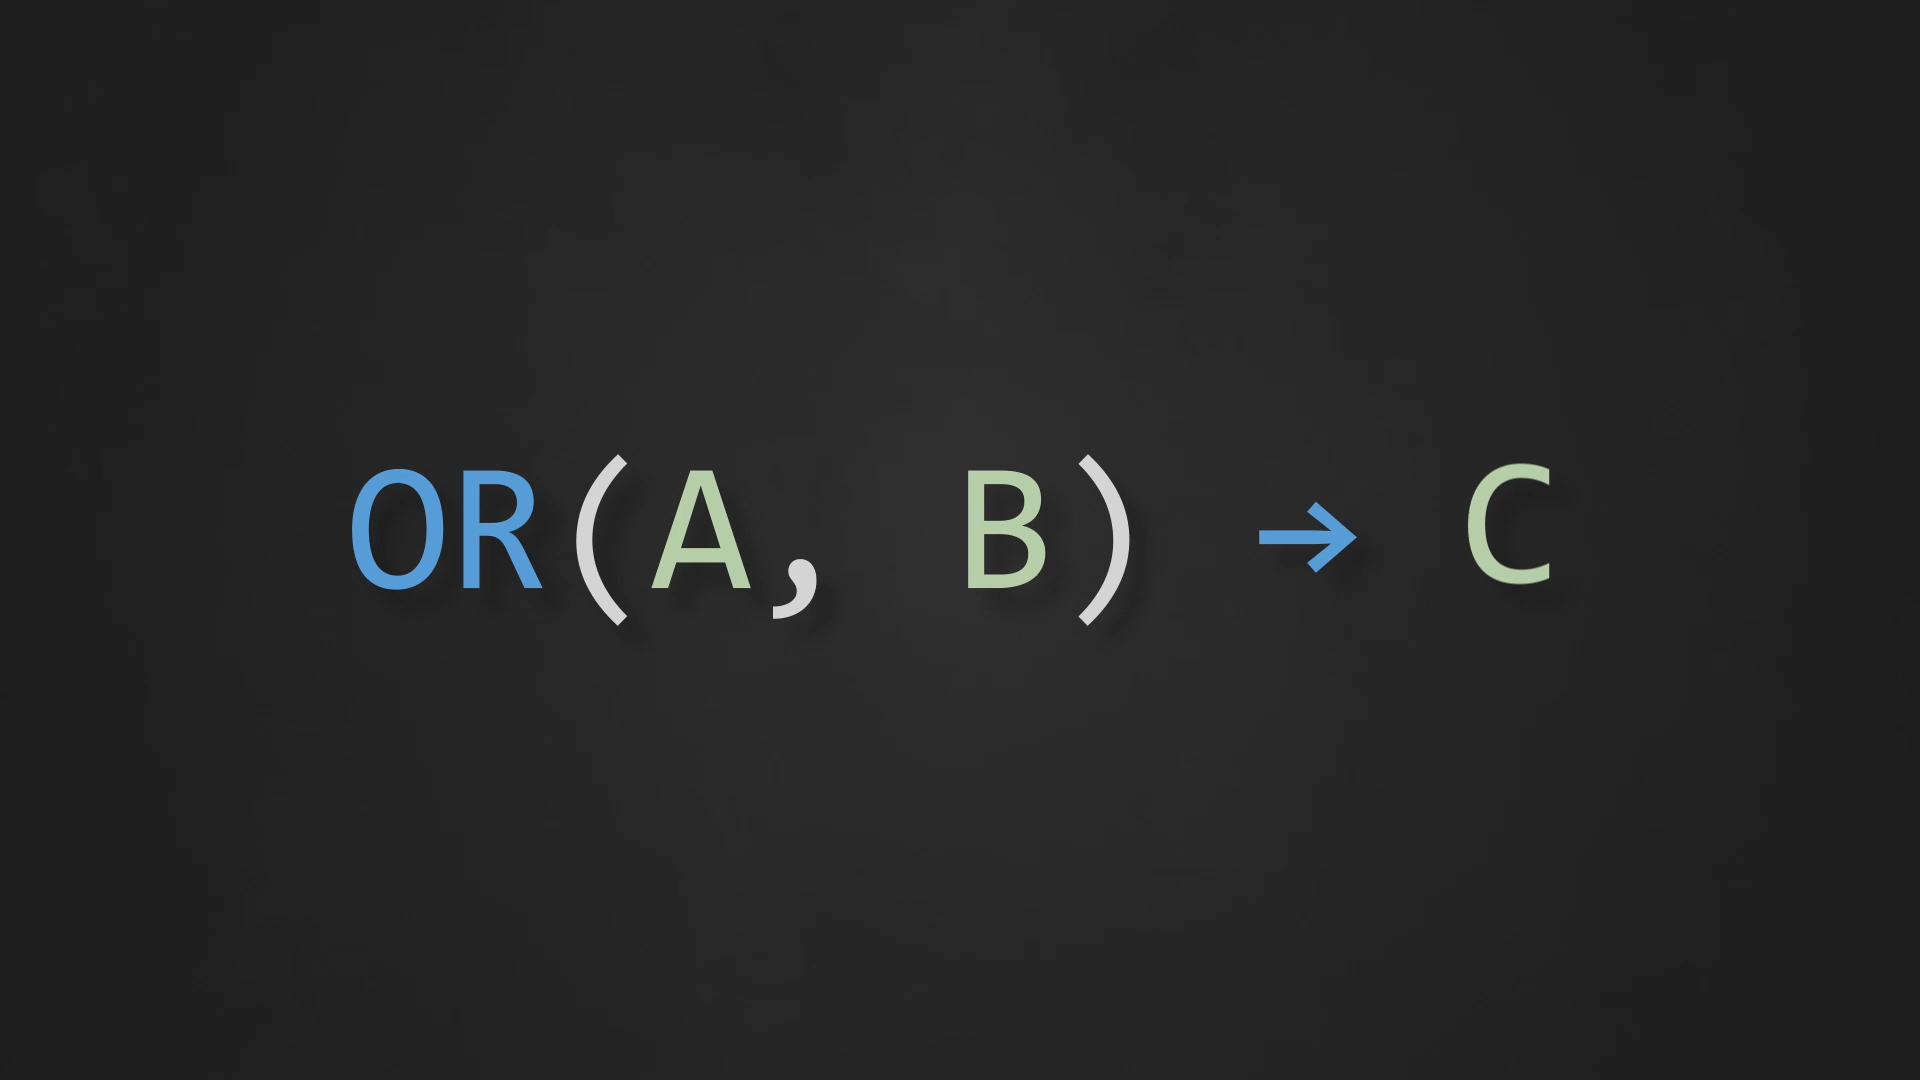 OR(A, B) → C